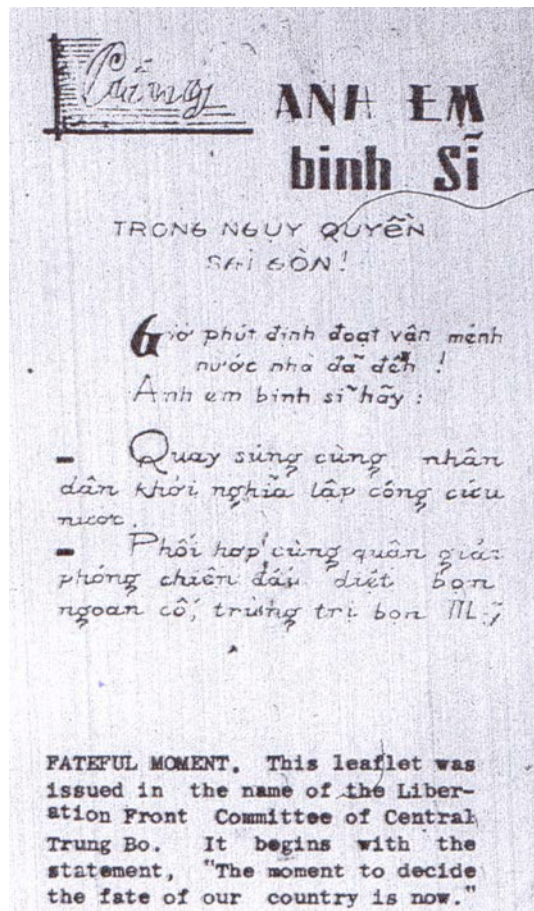 Cùng
ANH EM
binh Sĩ
TRONG NGỤY QUYỀN
SÀI GÒN!
Giờ phút định đoạt vận mệnh
nước nhà đã đến !
Anh em binh sĩ hãy :
- Quay súng cùng nhân
dân khởi nghĩa lập công cứu
nước.
- Phối hợp cùng quân giải
phóng chiến đấu diệt bọn
ngoan cố, trừng trị bọn Mỹ
FATEFUL MOMENT. This leaflet was
issued in the name of the Liber-
ation Front Committee of Central
Trung Bo. It begins with the
statement, "The moment to decide
the fate of our country is now."